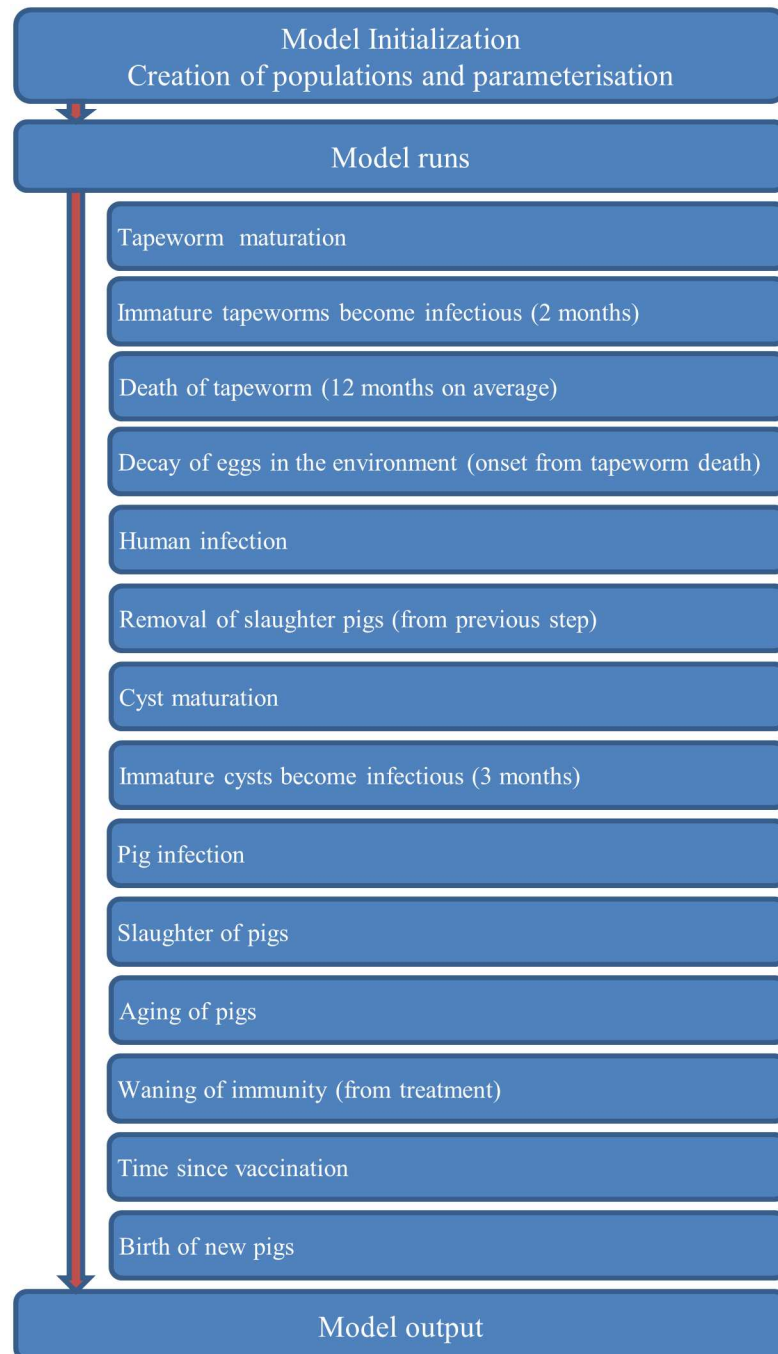 Model Initialization
Creation of populations and parameterisation
Model runs
Tapeworm maturation
Immature tapeworms become infectious (2 months)
Death of tapeworm (12 months on average)
Decay of eggs in the environment (onset from tapeworm death)
Human infection
Removal of slaughter pigs (from previous step)
Cyst maturation
Immature cysts become infectious (3 months)
Pig infection
Slaughter of pigs
Aging of pigs
Waning of immunity (from treatment)
Time since vaccination
Birth of new pigs
Model output